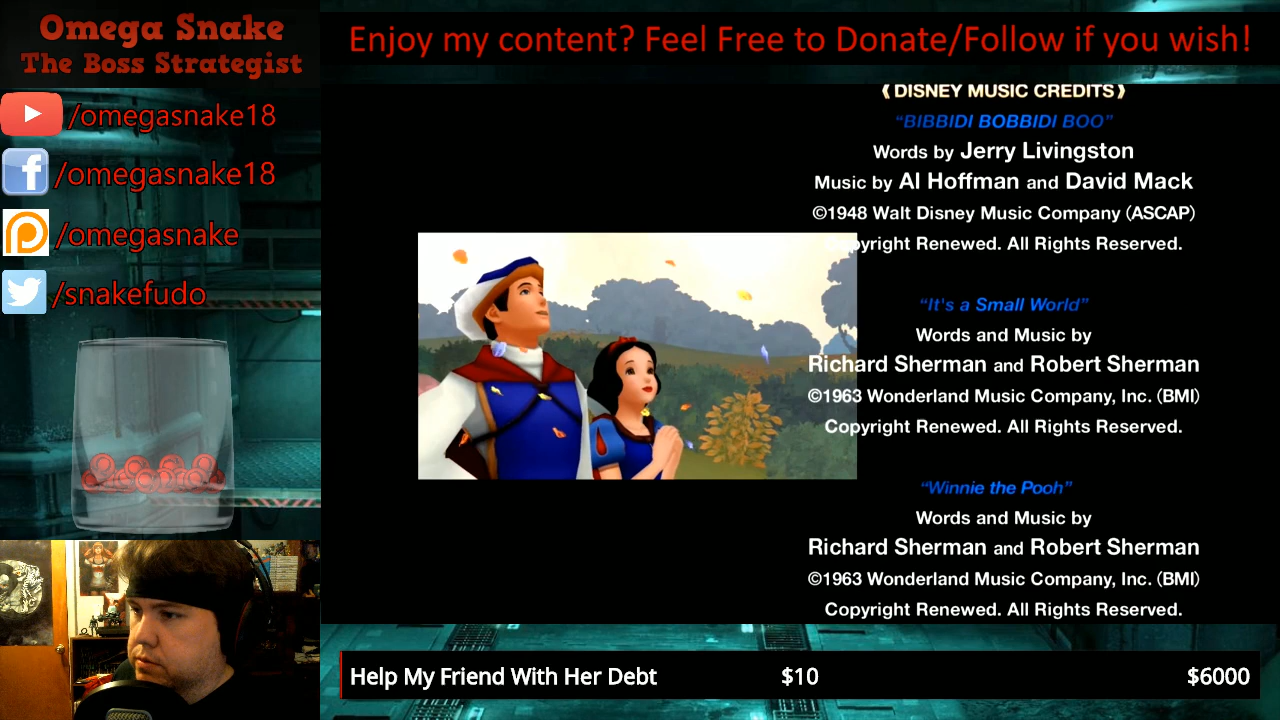 Omega Snake
The Boss Strategist
/omegasnake18
/omegasnake18
/omegasnake
/snakefudo
Enjoy my content? Feel Free to Donate/Follow if you wish!
❬DISNEY MUSIC CREDITS❭
“BIBBIDI BOBBIDI BOO”
Words by Jerry Livingston
Music by Al Hoffman and David Mack
©1948 Walt Disney Music Company (ASCAP)
pyright Renewed. All Rights Reserved.
“It's a Small World”
Words and Music by
Richard Sherman and Robert Sherman
©1963 Wonderland Music Company, Inc. (BMI)
Copyright Renewed. All Rights Reserved.
“Winnie the Pooh”
Words and Music by
Richard Sherman and Robert Sherman
©1963 Wonderland Music Company, Inc. (BMI)
Copyright Renewed. All Rights Reserved.
Help My Friend With Her Debt $10 $6000